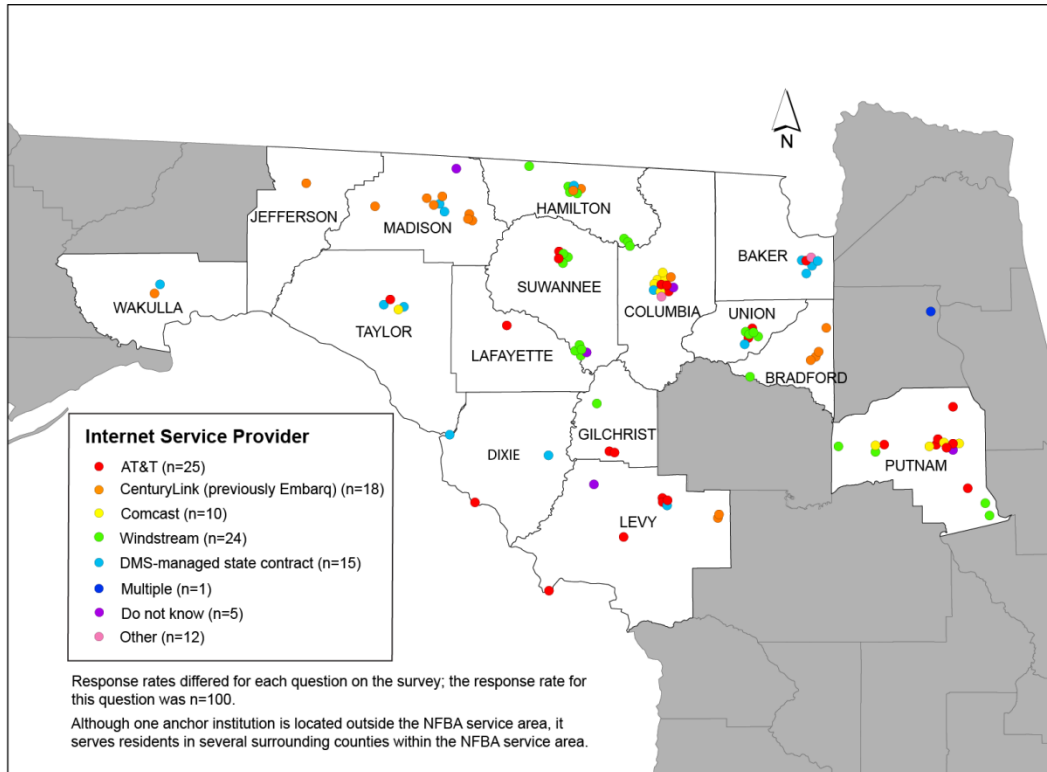 N
JEFFERSON
MADISON
HAMILTON
WAKULLA
TAYLOR
LAFAYETTE
SUWANNEE
COLUMBIA
BAKER
UNION
BRADFORD
DIXIE
GILCHRIST
LEVY
PUTNAM
Internet Service Provider
AT&T (n=25)
CenturyLink (previously Embarq) (n=18)
Comcast (n=10)
Windstream (n=24)
DMS-managed state contract (n=15)
Multiple (n=1)
Do not know (n=5)
Other (n=12)
Response rates differed for each question on the survey; the response rate for
this question was n=100.
Although one anchor institution is located outside the NFBA service area, it
serves residents in several surrounding counties within the NFBA service area.